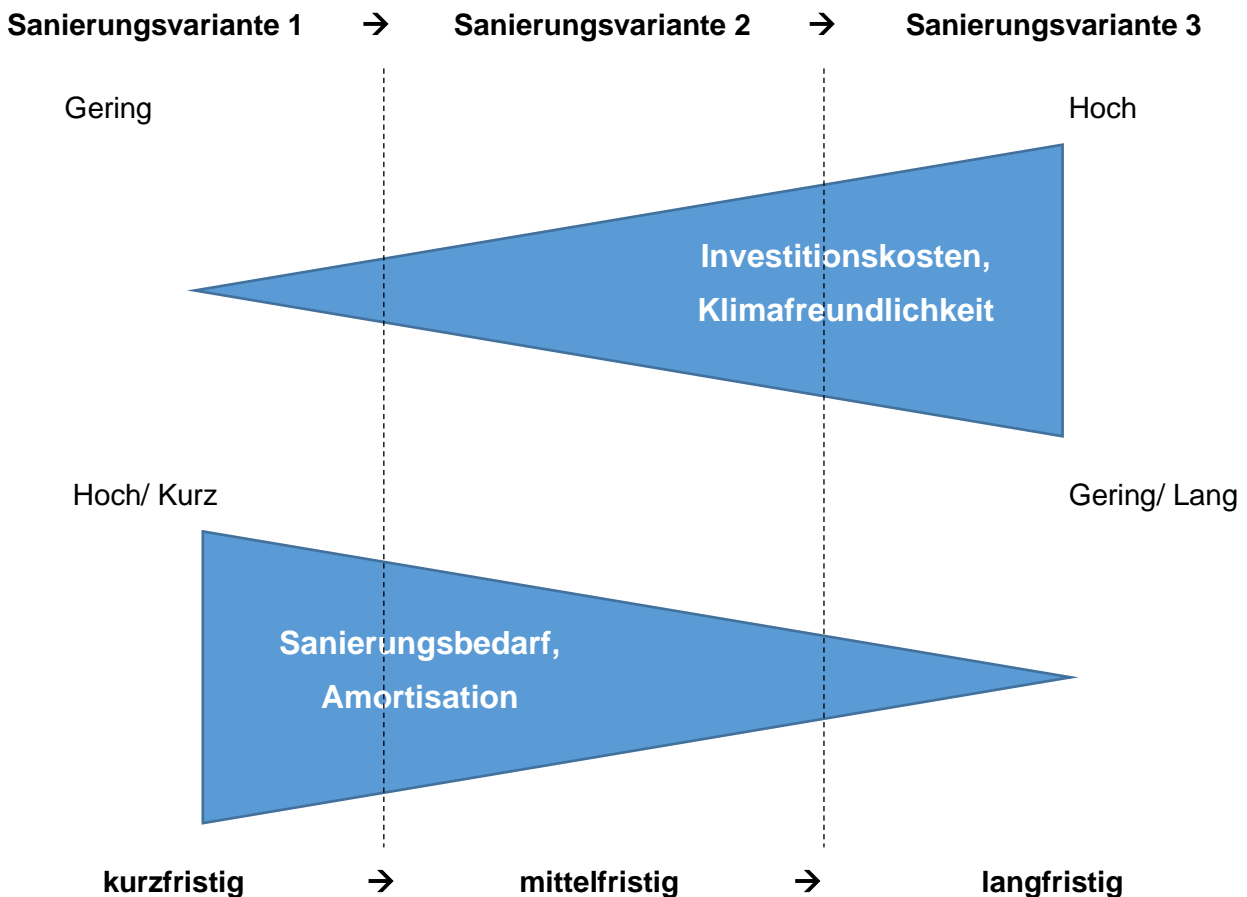 Sanierungsvariante 1 → Sanierungsvariante 2 → Sanierungsvariante 3
Gering Hoch
Investitionskosten,
Klimafreundlichkeit
Hoch/ Kurz Gering/ Lang
Sanierungsbedarf,
Amortisation
kurzfristig → mittelfristig → langfristig